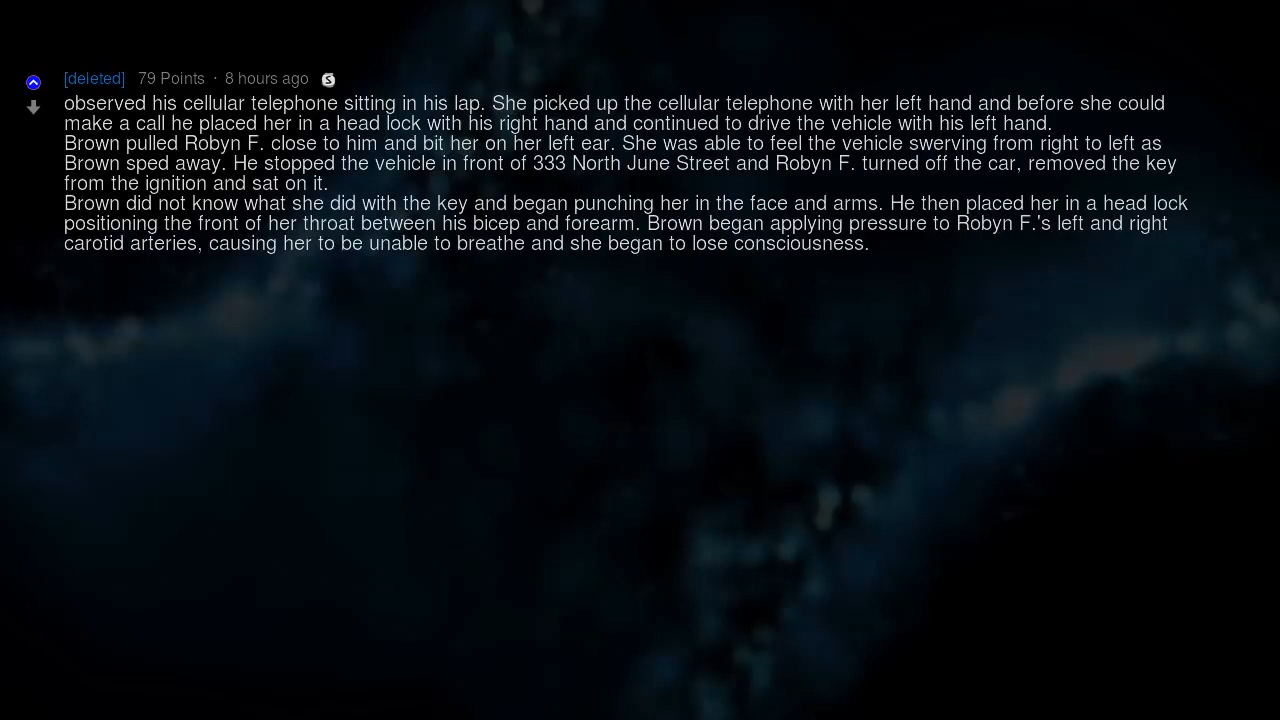 [deleted] 79 Points · 8 hours ago S
observed his cellular telephone sitting in his lap. She picked up the cellular telephone with her left hand and before she could
make a call he placed her in a head lock with his right hand and continued to drive the vehicle with his left hand.
Brown pulled Robyn F. close to him and bit her on her left ear. She was able to feel the vehicle swerving from right to left as
Brown sped away. He stopped the vehicle in front of 333 North June Street and Robyn F. turned off the car, removed the key
from the ignition and sat on it.
Brown did not know what she did with the key and began punching her in the face and arms. He then placed her in a head lock
positioning the front of her throat between his bicep and forearm. Brown began applying pressure to Robyn F.'s left and right
carotid arteries, causing her to be unable to breathe and she began to lose consciousness.